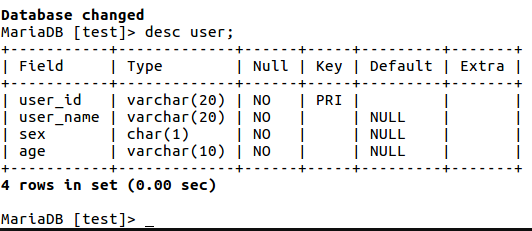 Database changed
MariaDB [test]> desc user;
+-----------+-------------+------+-----+---------+-------+
| Field     | Type        | Null | Key | Default | Extra |
+-----------+-------------+------+-----+---------+-------+
| user_id   | varchar(20) | NO   | PRI |         |       |
| user_name | varchar(20) | NO   |     | NULL    |       |
| sex       | char(1)     | NO   |     | NULL    |       |
| age       | varchar(10) | NO   |     | NULL    |       |
+-----------+-------------+------+-----+---------+-------+
4 rows in set (0.00 sec)
MariaDB [test]> _